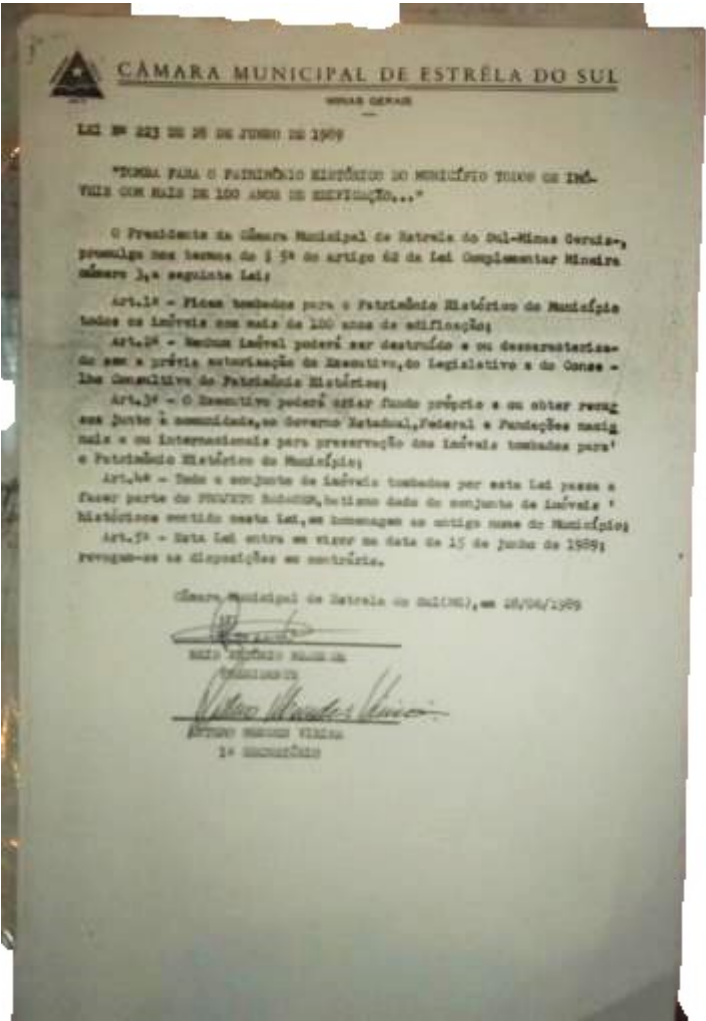 CÂMARA MUNICIPAL DE ESTRÊLA DO SUL
MINAS GERAIS
LEI Nº 223 DE 28 DE JUNHO DE 1989
"TOMBA PARA O PATRIMÔNIO HISTÓRICO DO MUNICÍPIO TODOS OS IMÓ-
VEIS COM MAIS DE 100 ANOS DE EDIFICAÇÃO..."
O Presidente da Câmara Municipal de Estrela do Sul-Minas Gerais-,
promulga nos termos do § 5º do artigo 62 da Lei Complementar Mineira
número 3,a seguinte Lei:
Art.1º - Ficam tombados para o Patrimônio Histórico do Município
todos os imóveis com mais de 100 anos de edificação;
Art.2º - Nenhum imóvel poderá ser destruído e ou descaracteriza-
do sem a prévia autorização do Executivo,do Legislativo e do Conse -
lho Consultivo do Patrimônio Histórico;
Art.3º - O Executivo poderá criar fundo próprio e ou obter recur
sos junto à comunidade,ao Governo Estadual,Federal e Fundações nacio
nais e ou internacionais para preservação dos imóveis tombados para'
o Patrimônio Histórico do Município;
Art.4º - Todo o conjunto de imóveis tombados por esta Lei passa a
fazer parte do PROJETO BAGAGEM,batismo dado ao conjunto de imóveis '
históricos contido nesta Lei,em homenagem ao antigo nome do Município;
Art.5º - Esta Lei entra em vigor na data de 15 de junho de 1989;
revogam-se as disposições em contrário.
Câmara Municipal de Estrela do Sul(MG),em 28/06/1989
ANTÔNIO
PRESIDENTE
MENDES VIEIRA
1º SECRETÁRIO